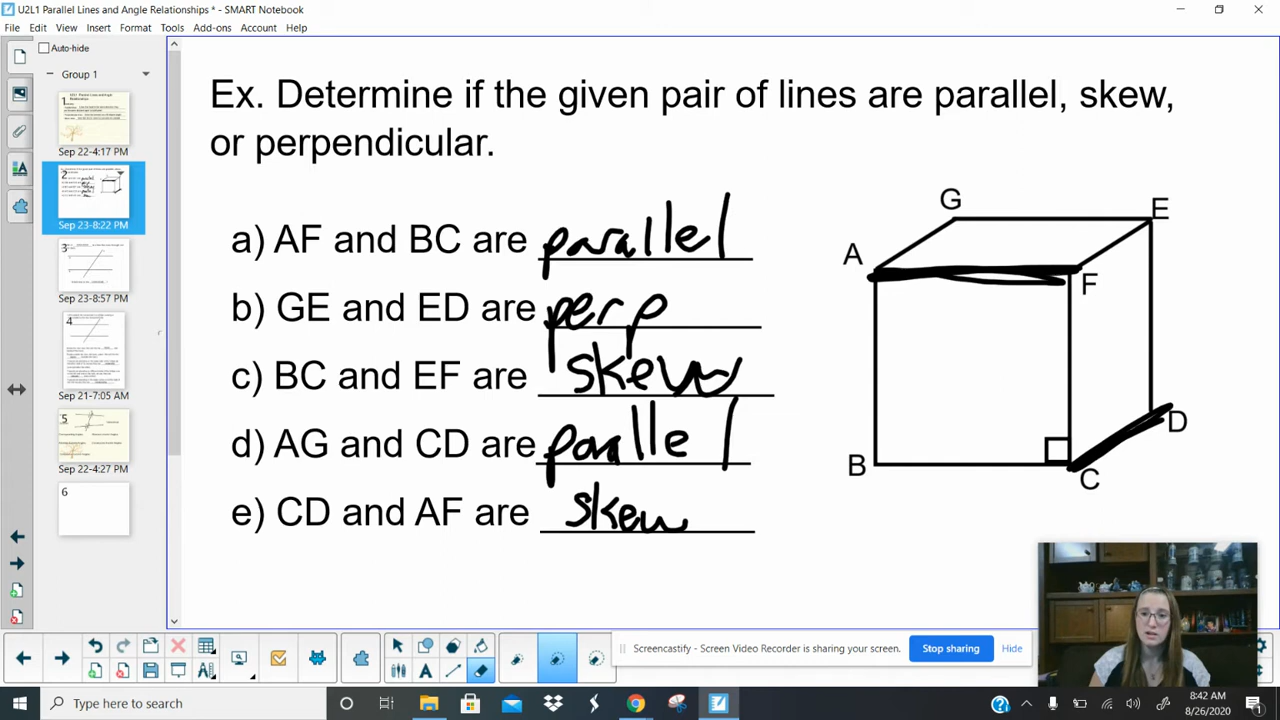 U2L1 Parallel Lines and Angle Relationships * - SMART Notebook
File Edit View Insert Format Tools Add-ons Account Help
Auto-hide
Group 1
1
Sep 22-4:17 PM
2
Sep 23-8:22 PM
3
Sep 23-8:57 PM
4
Sep 21-7:05 AM
5
Sep 22-4:27 PM
6
Ex. Determine if the given pair of lines are parallel, skew,
or perpendicular.
a) AF and BC are parallel
b) GE and ED are perp
c) BC and EF are skew
d) AG and CD are parallel
e) CD and AF are skew
G
E
A
F
D
B
C
Screencastify - Screen Video Recorder is sharing your screen. Stop sharing Hide
Type here to search
8:42 AM
8/26/2020